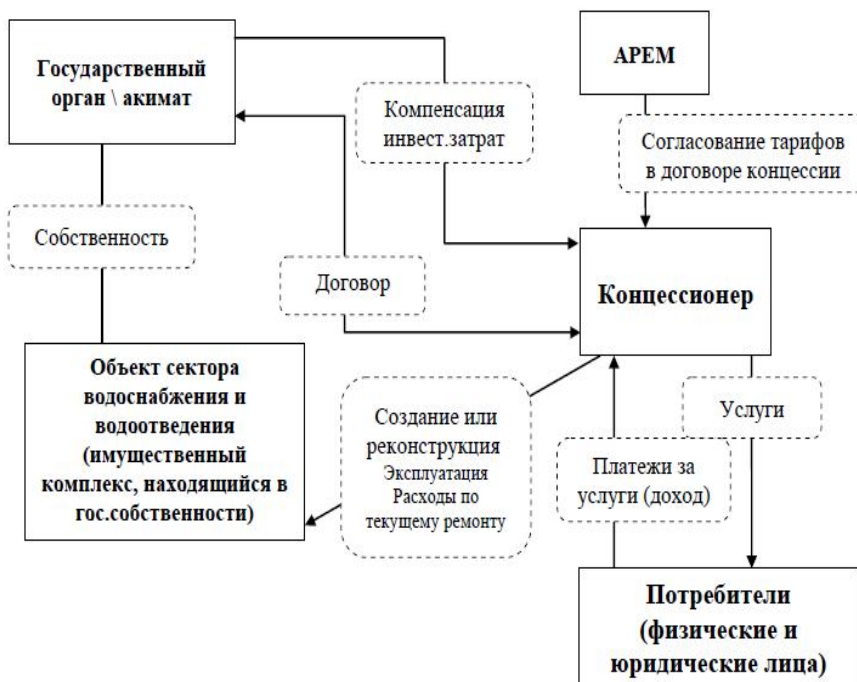 Государственный
орган \ акимат
АРЕМ
Компенсация
инвест.затрат
Согласование тарифов
в договоре концессии
Собственность
Договор
Концессионер
Объект сектора
водоснабжения и
водоотведения
(имущественный
комплекс, находящийся в
гос.собственности)
Создание или
реконструкция
Эксплуатация
Расходы по
текущему ремонту
Услуги
Платежи за
услуги (доход)
Потребители
(физические и
юридические лица)